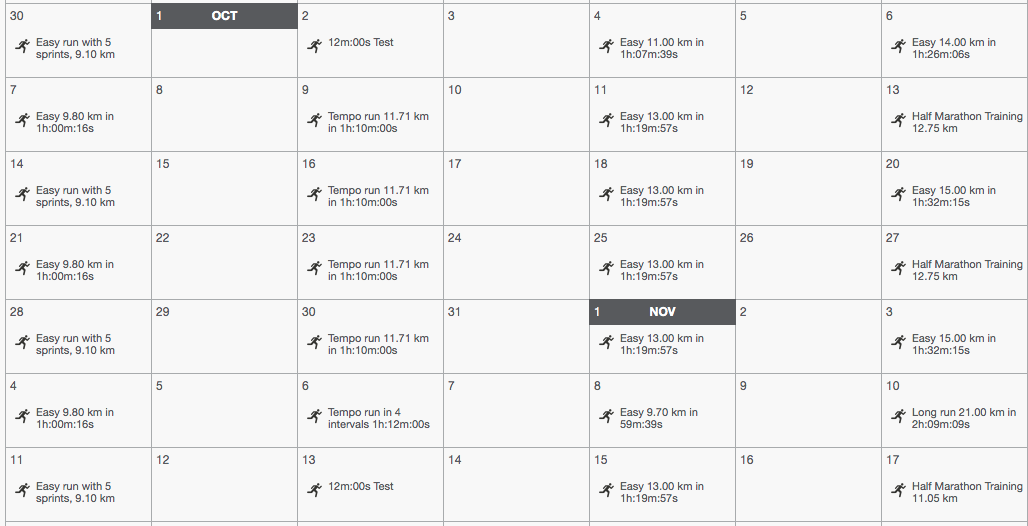 30
1 OCT
2
3
4
5
6
Easy run with 5
sprints, 9.10 km
12m:00s Test
Easy 11.00 km in
1h:07m:39s
Easy 14.00 km in
1h:26m:06s
7
8
9
10
11
12
13
Easy 9.80 km in
1h:00m:16s
Tempo run 11.71 km
in 1h:10m:00s
Easy 13.00 km in
1h:19m:57s
Half Marathon Training
12.75 km
14
15
16
17
18
19
20
Easy run with 5
sprints, 9.10 km
Tempo run 11.71 km
in 1h:10m:00s
Easy 13.00 km in
1h:19m:57s
Easy 15.00 km in
1h:32m:15s
21
22
23
24
25
26
27
Easy 9.80 km in
1h:00m:16s
Tempo run 11.71 km
in 1h:10m:00s
Easy 13.00 km in
1h:19m:57s
Half Marathon Training
12.75 km
28
29
30
31
1 NOV
2
3
Easy run with 5
sprints, 9.10 km
Tempo run 11.71 km
in 1h:10m:00s
Easy 13.00 km in
1h:19m:57s
Easy 15.00 km in
1h:32m:15s
4
5
6
7
8
9
10
Easy 9.80 km in
1h:00m:16s
Tempo run in 4
intervals 1h:12m:00s
Easy 9.70 km in
59m:39s
Long run 21.00 km in
2h:09m:09s
11
12
13
14
15
16
17
Easy run with 5
sprints, 9.10 km
12m:00s Test
Easy 13.00 km in
1h:19m:57s
Half Marathon Training
11.05 km